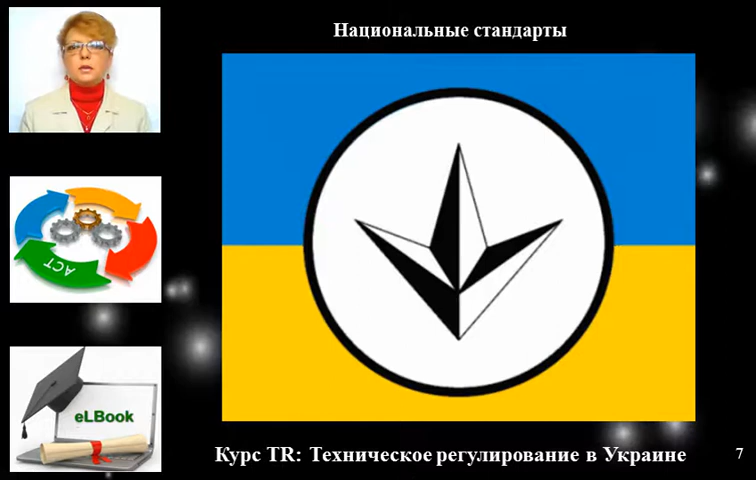 Национальные стандарты
ACT
eLBook
Курс TR: Техническое регулирование в Украине
7